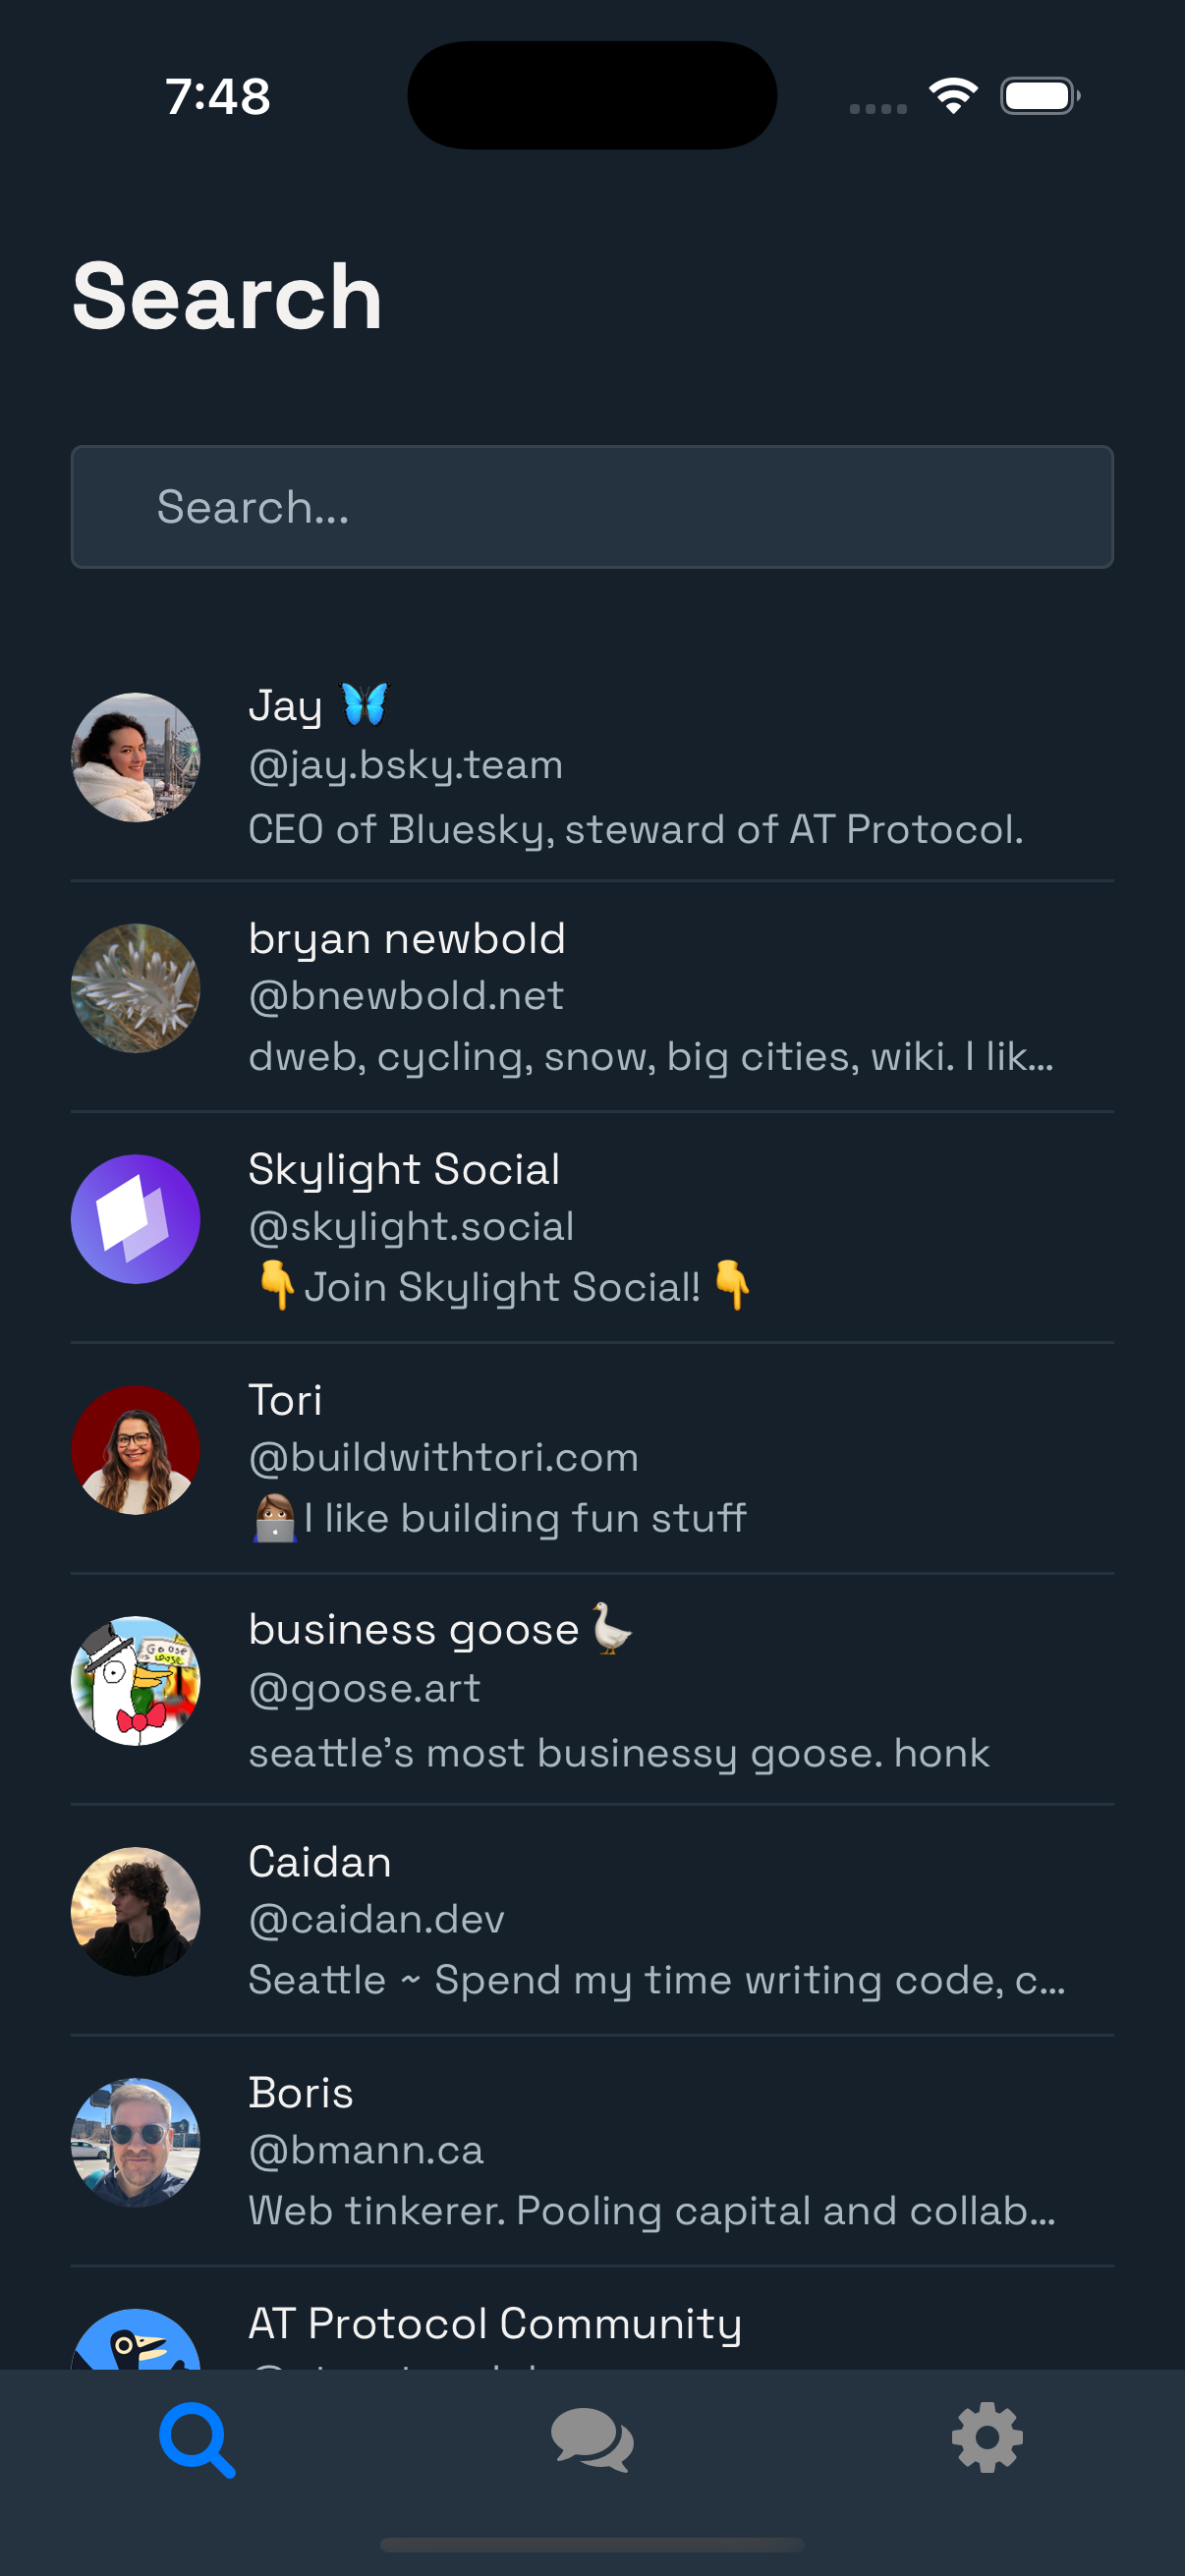 7:48
Search
Search...
Jay 🦋
@jay.bsky.team
CEO of Bluesky, steward of AT Protocol.
bryan newbold
@bnewbold.net
dweb, cycling, snow, big cities, wiki. I lik...
Skylight Social
@skylight.social
👇Join Skylight Social! 👇
Tori
@buildwithtori.com
👩🏽‍💻I like building fun stuff
Goose
loose
business goose🪿
@goose.art
seattle's most businessy goose. honk
Caidan
@caidan.dev
Seattle ~ Spend my time writing code, c...
Boris
@bmann.ca
Web tinkerer. Pooling capital and collab...
AT Protocol Community